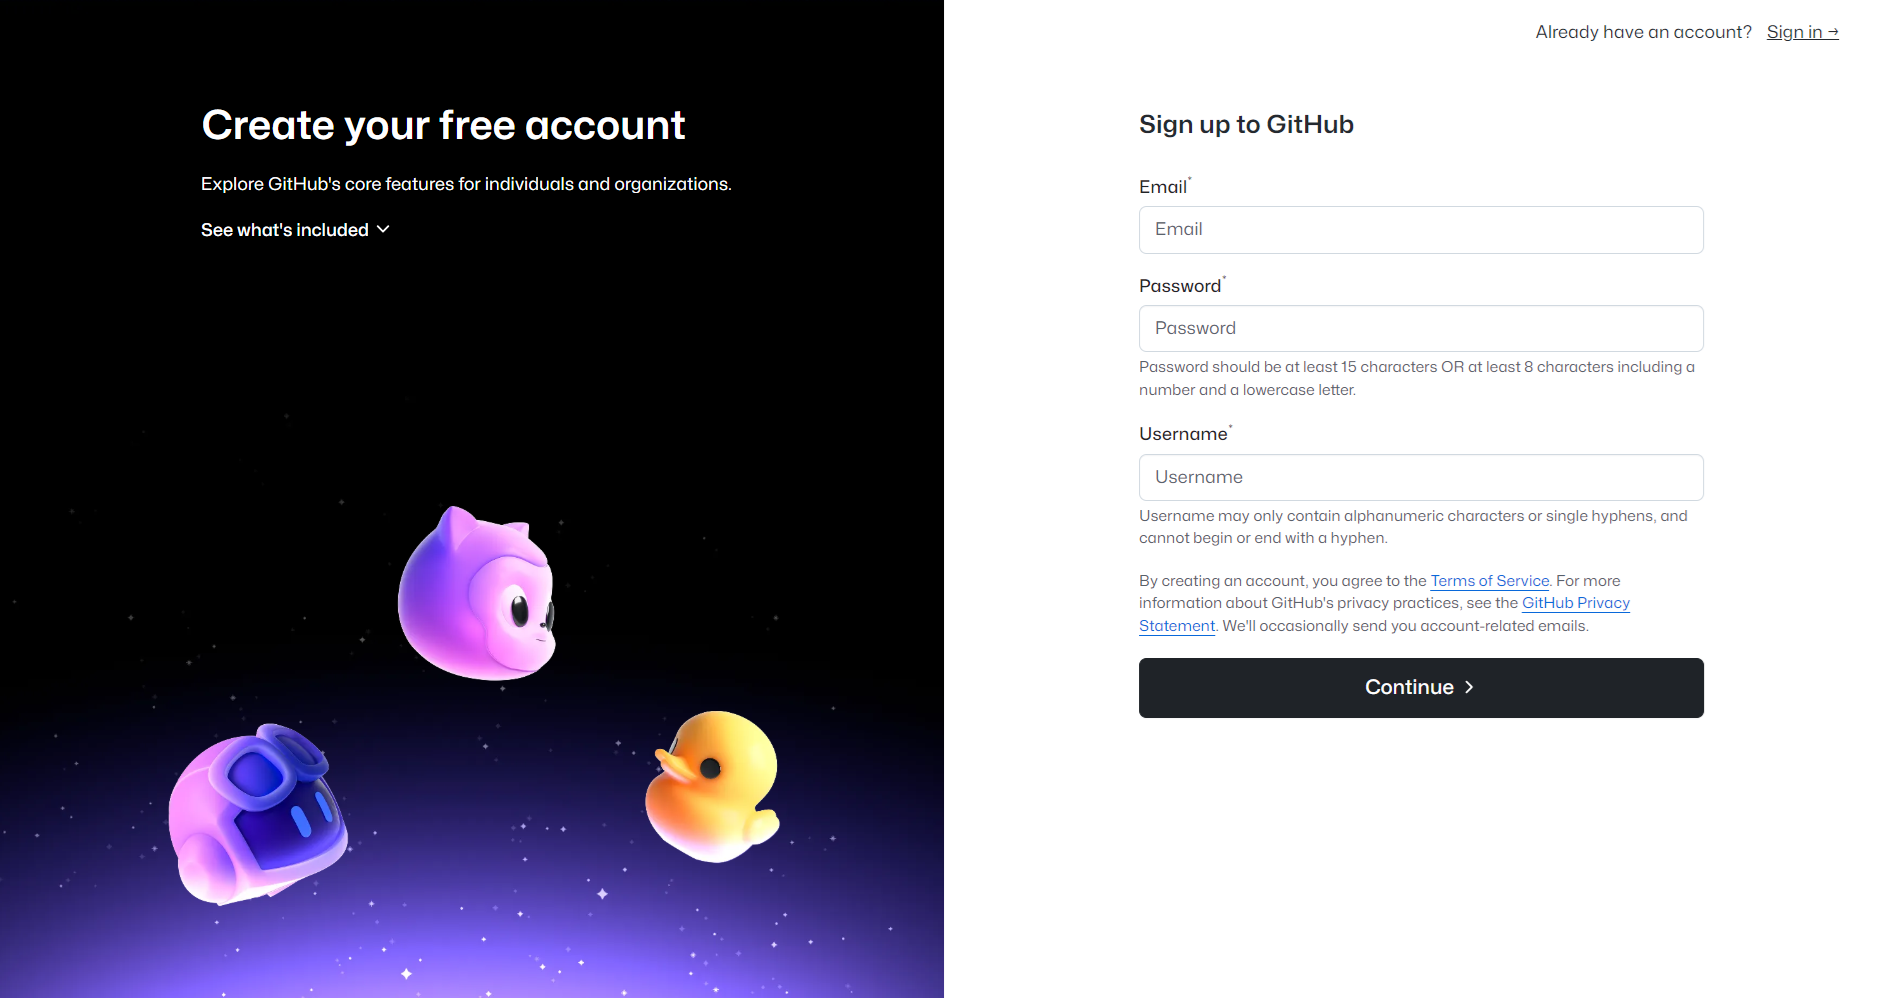 Already have an account? Sign in →
Create your free account
Explore GitHub's core features for individuals and organizations.
See what's included
Sign up to GitHub
Email*
Email
Password*
Password
Password should be at least 15 characters OR at least 8 characters including a
number and a lowercase letter.
Username*
Username
Username may only contain alphanumeric characters or single hyphens, and
cannot begin or end with a hyphen.
By creating an account, you agree to the Terms of Service. For more
information about GitHub's privacy practices, see the GitHub Privacy
Statement. We'll occasionally send you account-related emails.
Continue